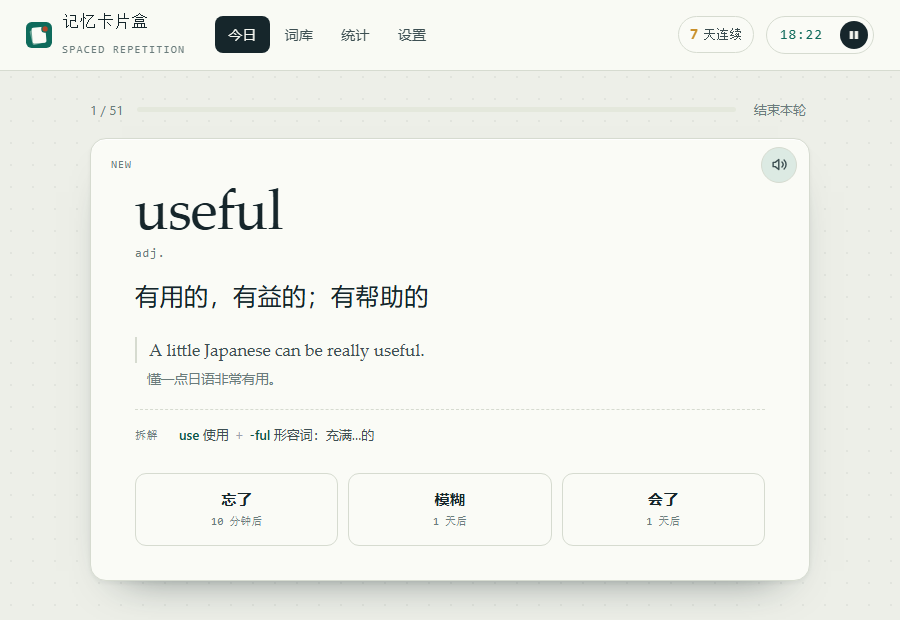 记忆卡片盒
SPACED REPETITION
今日
词库
统计
设置
7 天连续
18:22
1 / 51
结束本轮
NEW
useful
adj.
有用的，有益的；有帮助的
A little Japanese can be really useful.
懂一点日语非常有用。
拆解 use 使用 + -ful 形容词：充满...的
忘了
10 分钟后
模糊
1 天后
会了
1 天后